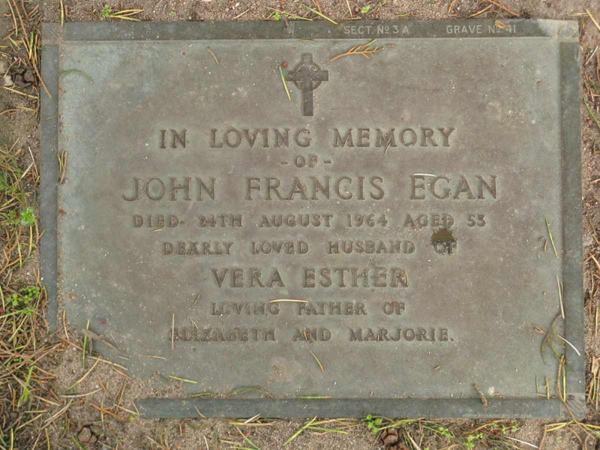 SECT NO 3A GRAVE NO 41
IN LOVING MEMORY
- OF -
JOHN FRANCIS EGAN
DIED 24TH AUGUST 1964 AGED 53
DEARLY LOVED HUSBAND OF
VERA ESTHER
LOVING FATHER OF
ELIZABETH AND MARJORIE.